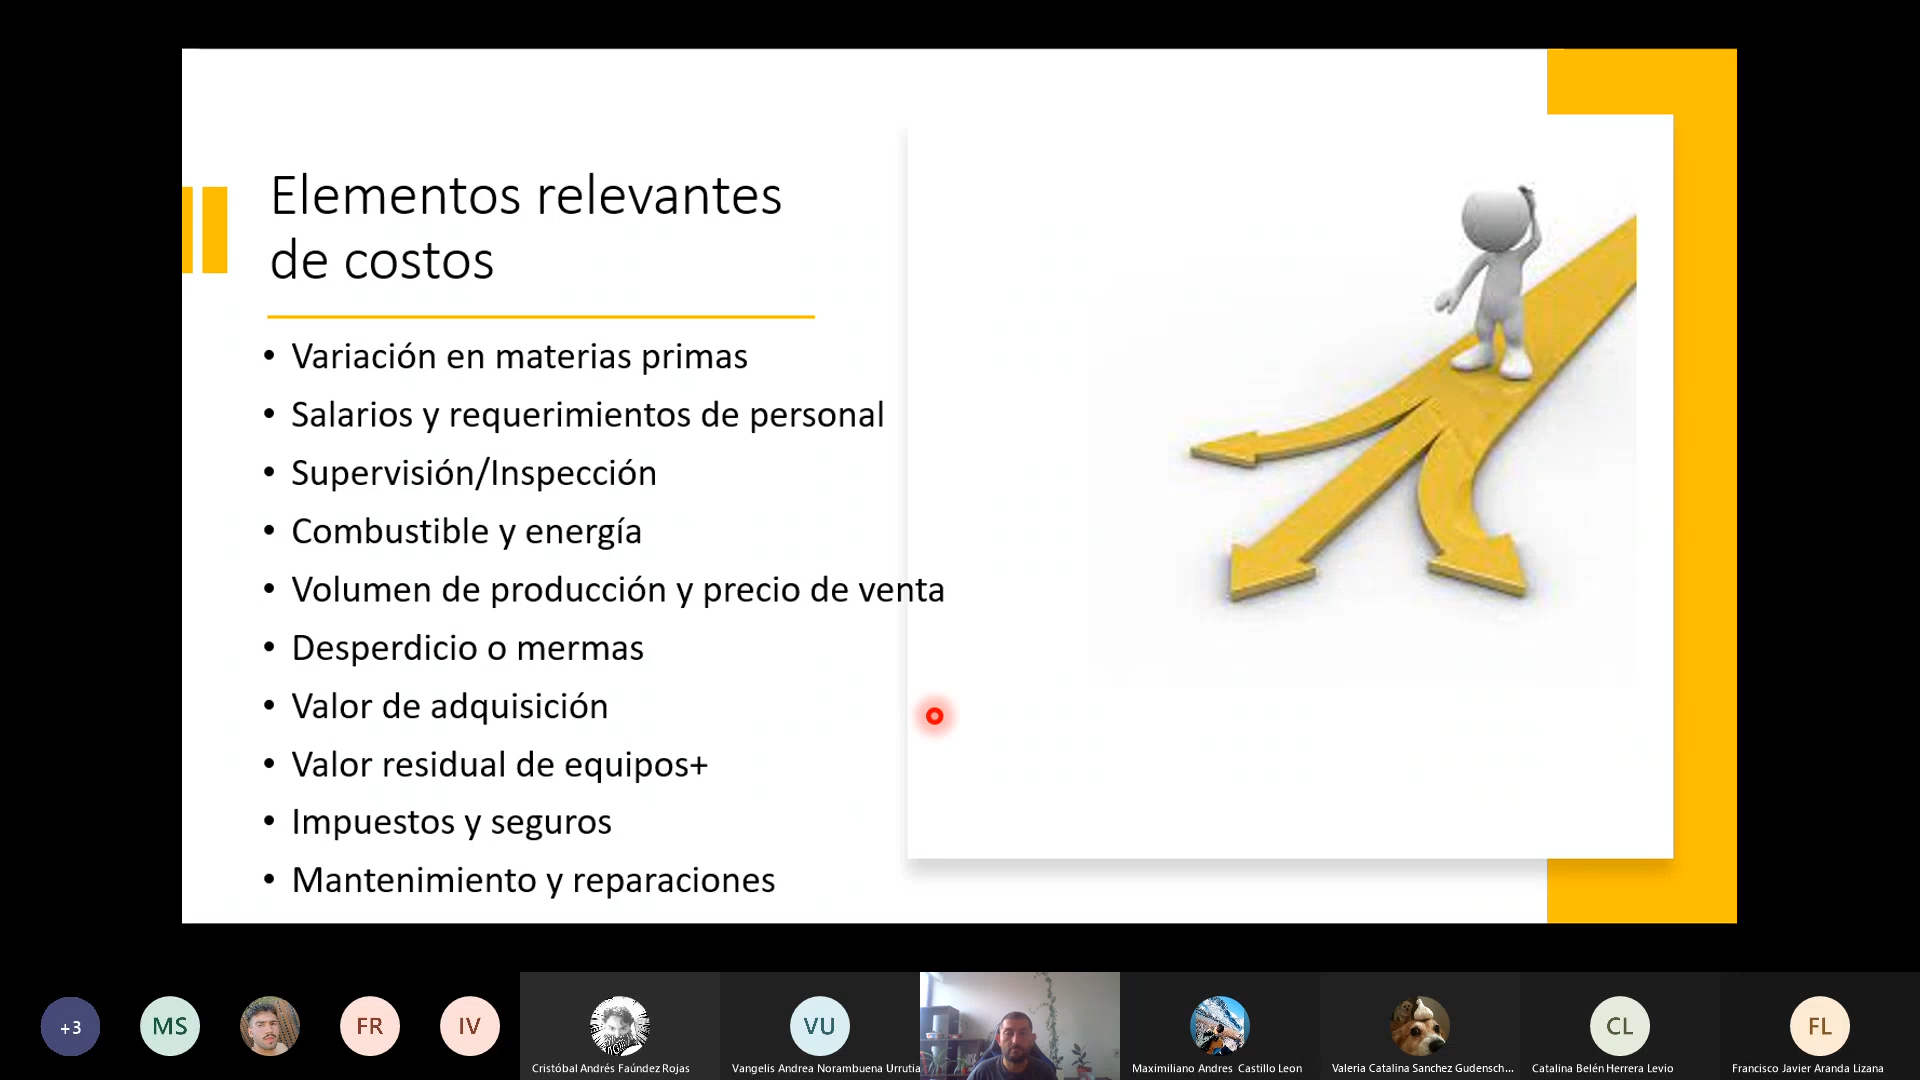 Elementos relevantes
de costos
• Variación en materias primas
• Salarios y requerimientos de personal
• Supervisión/Inspección
• Combustible y energía
• Volumen de producción y precio de venta
• Desperdicio o mermas
• Valor de adquisición
• Valor residual de equipos+
• Impuestos y seguros
• Mantenimiento y reparaciones
+3
MS
FR
IV
VU
CL
FL
Cristóbal Andrés Faúndez Rojas
Vangelis Andrea Norambuena Urrutia
Maximiliano Andres Castillo Leon
Valeria Catalina Sanchez Gudensch...
Catalina Belén Herrera Levio
Francisco Javier Aranda Lizana